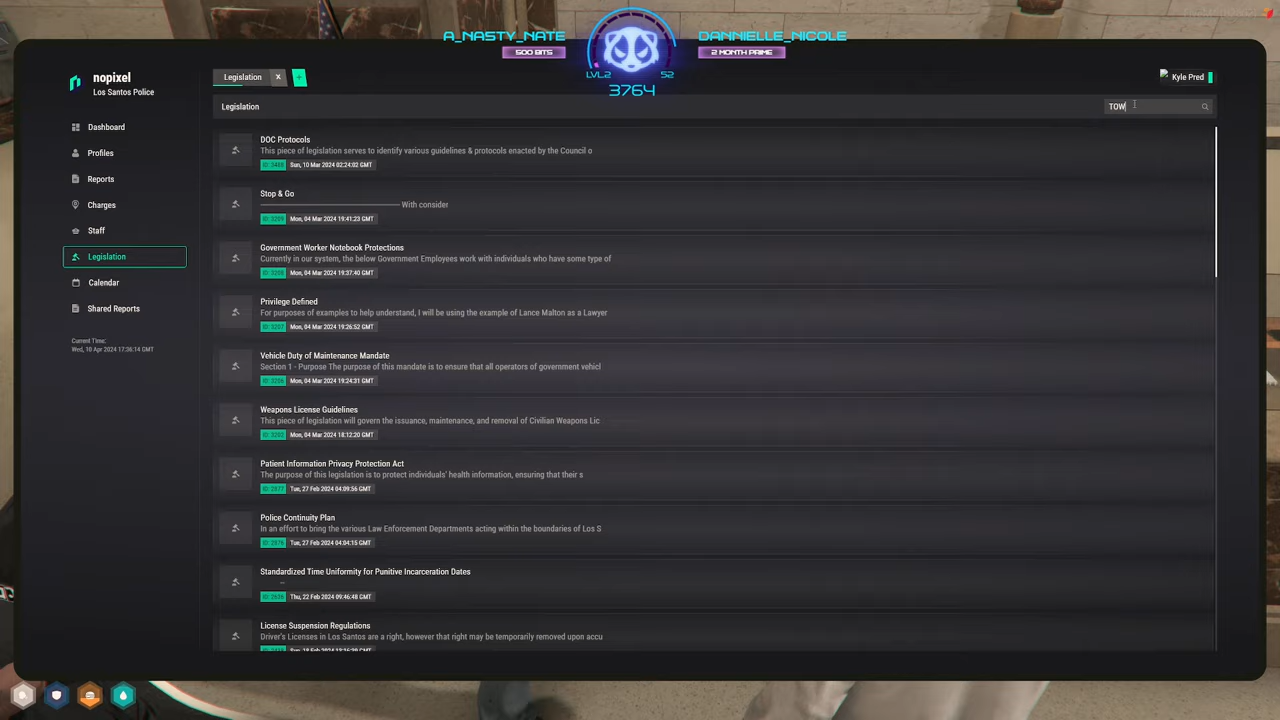 A_NASTY_NATE
500 BITS
DANNIELLE_NICOLE
2 MONTH PRIME
LVL2 52
3764
nopixel
Los Santos Police
Legislation x +
Kyle Pred
Dashboard
Profiles
Reports
Charges
Staff
Legislation
Calendar
Shared Reports
Current Time:
Wed, 10 Apr 2024 17:36:14 GMT
Legislation
TOW
DOC Protocols
This piece of legislation serves to identify various guidelines & protocols enacted by the Council o
Sun, 10 Mar 2024 02:24:02 GMT
Stop & Go
With consider
Mon, 04 Mar 2024 19:41:23 GMT
Government Worker Notebook Protections
Currently in our system, the below Government Employees work with individuals who have some type of
Mon, 04 Mar 2024 19:37:40 GMT
Privilege Defined
For purposes of examples to help understand, I will be using the example of Lance Malton as a Lawyer
Mon, 04 Mar 2024 19:26:52 GMT
Vehicle Duty of Maintenance Mandate
Section 1 - Purpose The purpose of this mandate is to ensure that all operators of government vehicl
Mon, 04 Mar 2024 19:24:31 GMT
Weapons License Guidelines
This piece of legislation will govern the issuance, maintenance, and removal of Civilian Weapons Lic
Mon, 04 Mar 2024 18:12:20 GMT
Patient Information Privacy Protection Act
The purpose of this legislation is to protect individuals' health information, ensuring that their s
Tue, 27 Feb 2024 04:09:56 GMT
Police Continuity Plan
In an effort to bring the various Law Enforcement Departments acting within the boundaries of Los S
Tue, 27 Feb 2024 04:04:15 GMT
Standardized Time Uniformity for Punitive Incarceration Dates
Thu, 22 Feb 2024 09:46:48 GMT
License Suspension Regulations
Driver's Licenses in Los Santos are a right, however that right may be temporarily removed upon accu